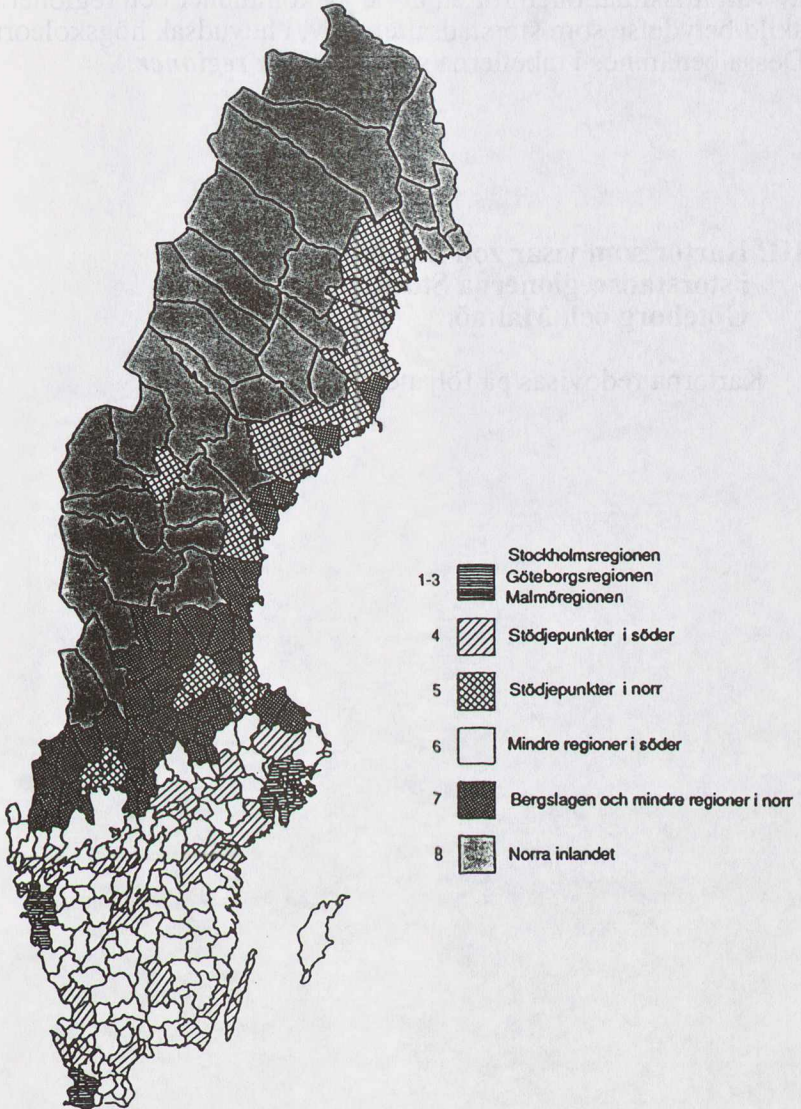 1-3
Stockholmsregionen
Göteborgsregionen
Malmöregionen
4 Stödjepunkter i söder
5 Stödjepunkter i norr
6 Mindre regioner i söder
7 Bergslagen och mindre regioner i norr
8 Norra inlandet